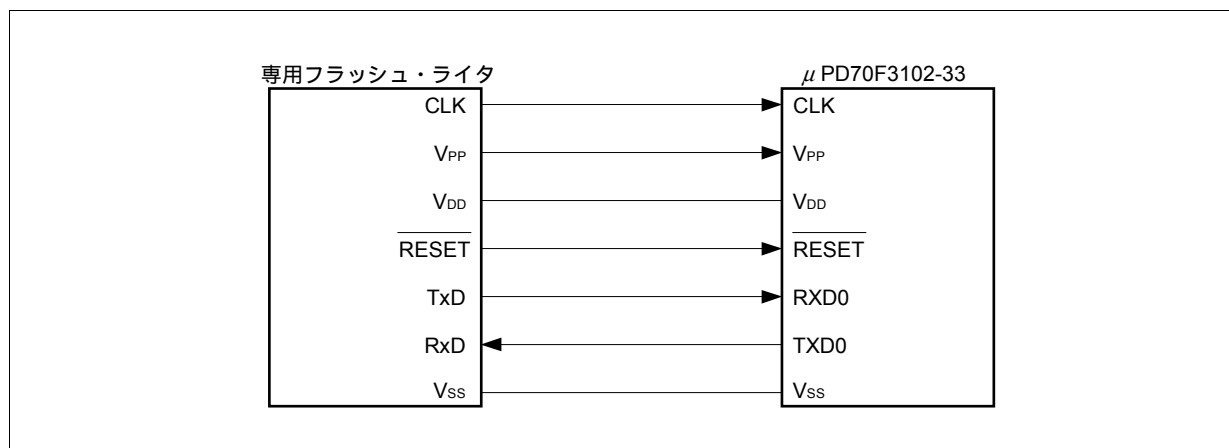 専用フラッシュ・ライタ
μPD70F3102-33
CLK
CLK
VPP
VPP
VDD
VDD
RESET
RESET
TxD
RXD0
RxD
TXD0
VSS
VSS